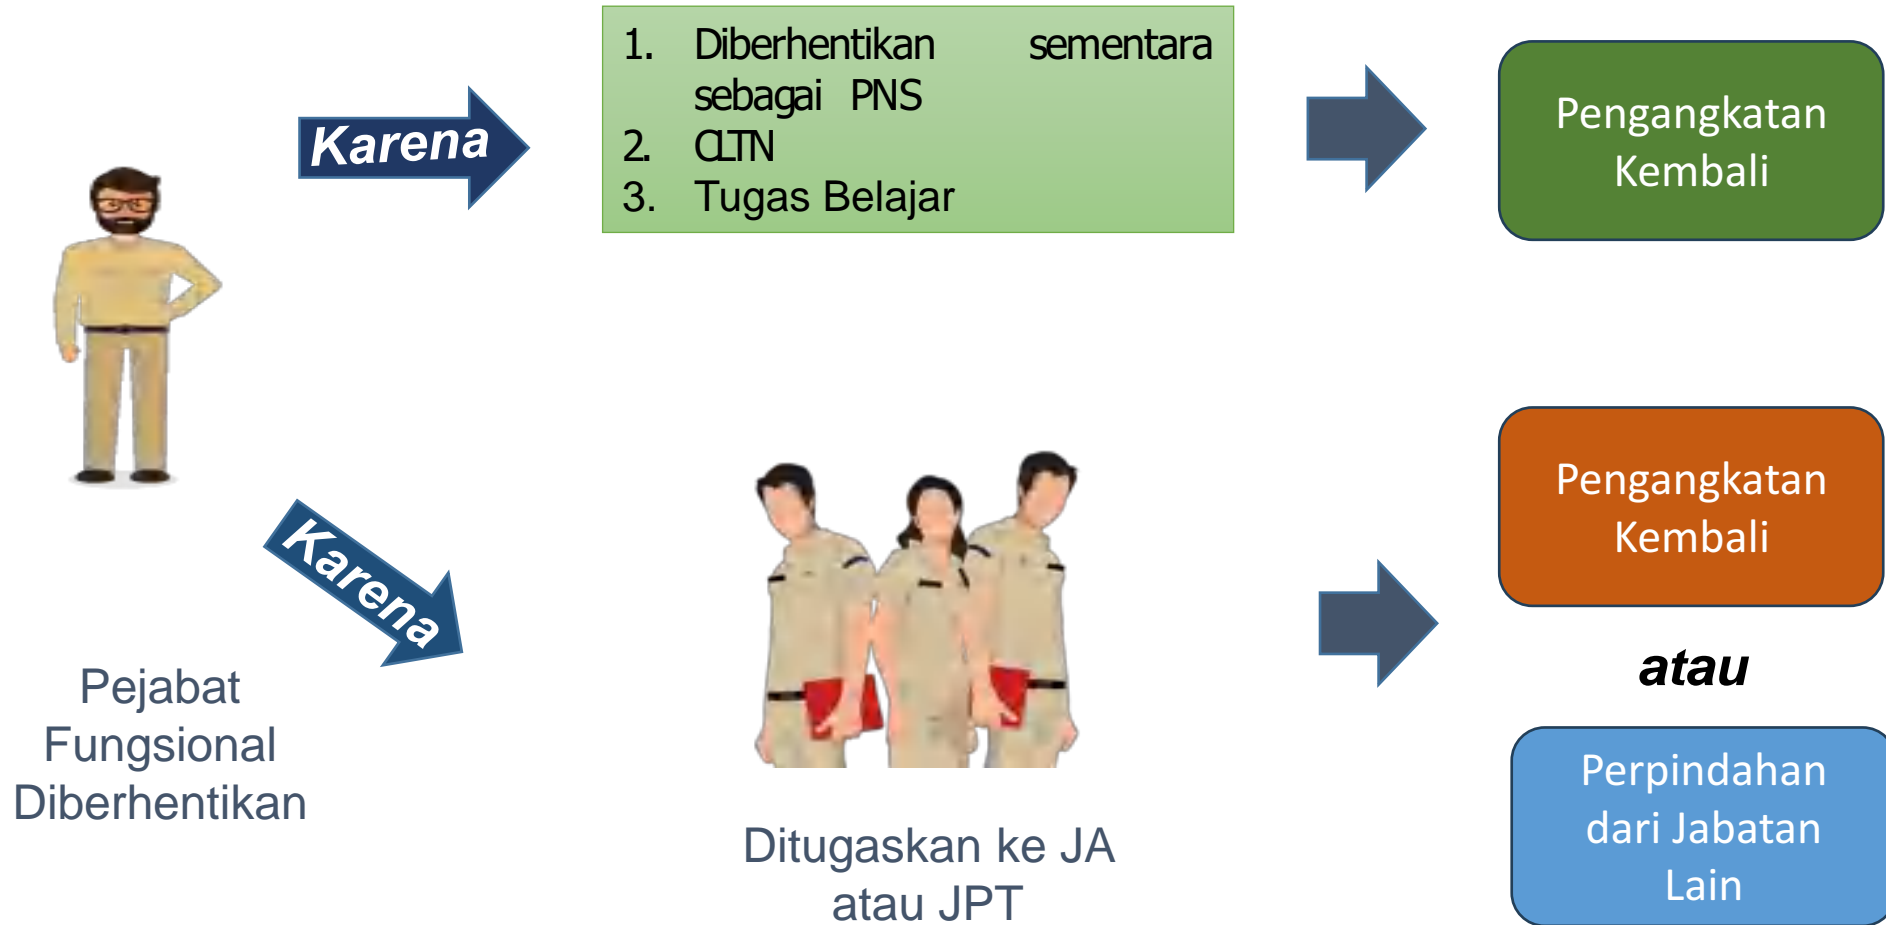 Karena
1. Diberhentikan sementara
sebagai PNS
2. CLTN
3. Tugas Belajar
Pengangkatan
Kembali
Karena
Pejabat
Fungsional
Diberhentikan
Ditugaskan ke JA
atau JPT
Pengangkatan
Kembali
atau
Perpindahan
dari Jabatan
Lain